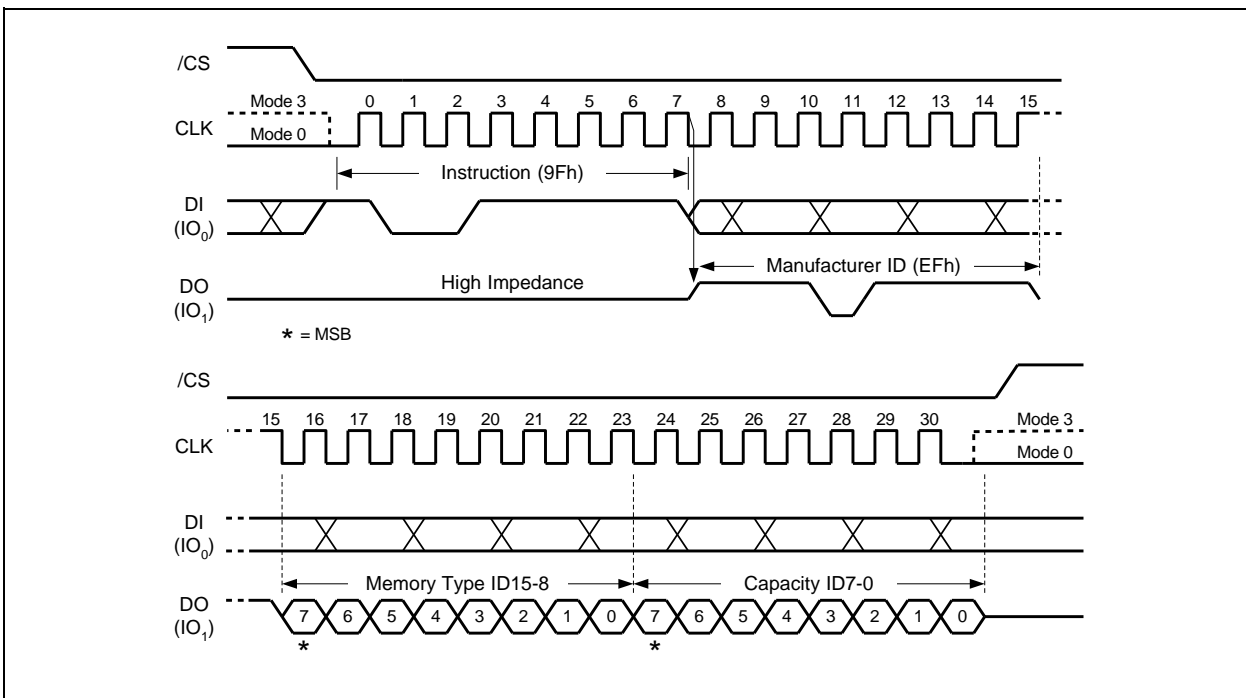 /CS
Mode 3 0 1 2 3 4 5 6 7 8 9 10 11 12 13 14 15
CLK
Mode 0
Instruction (9Fh)
DI
(IO0)
Manufacturer ID (EFh)
High Impedance
DO
(IO1)
* = MSB
/CS
15 16 17 18 19 20 21 22 23 24 25 26 27 28 29 30 Mode 3
CLK
Mode 0
DI
(IO0)
Memory Type ID15-8 Capacity ID7-0
DO
(IO1)
7 6 5 4 3 2 1 0 7 6 5 4 3 2 1 0
* *